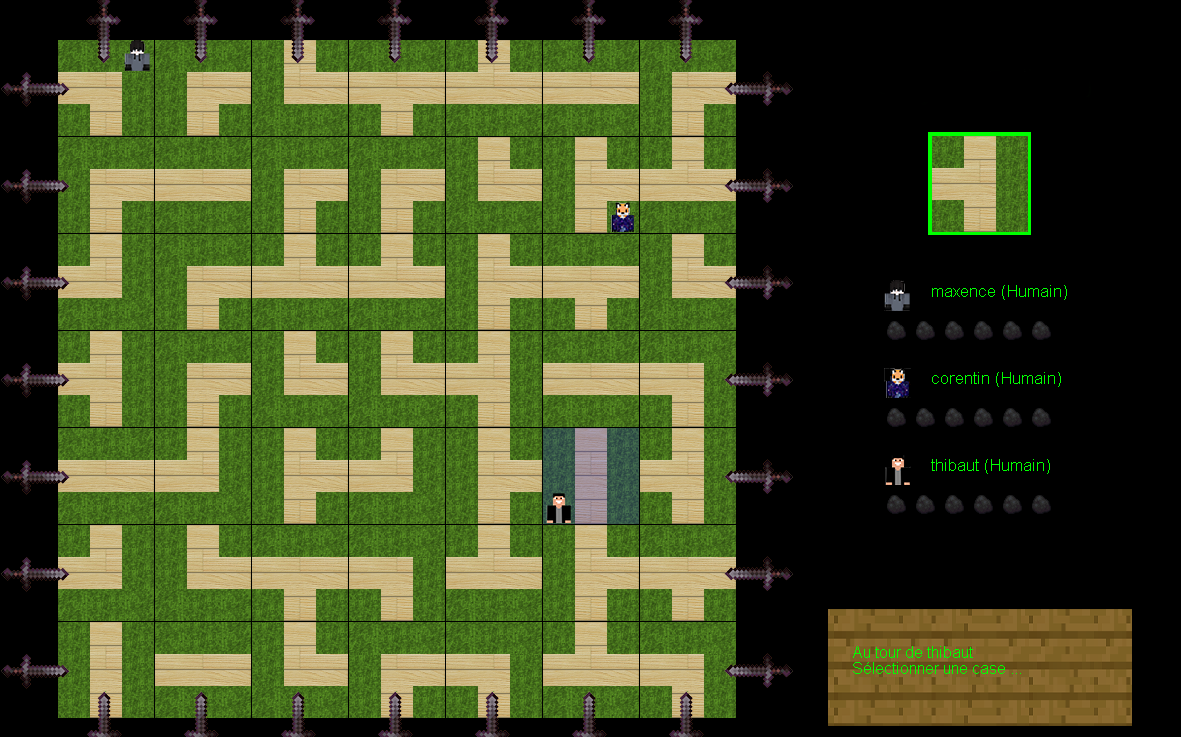 maxence (Humain)
corentin (Humain)
thibaut (Humain)
Au tour de thibaut
Sélectionner une case ...